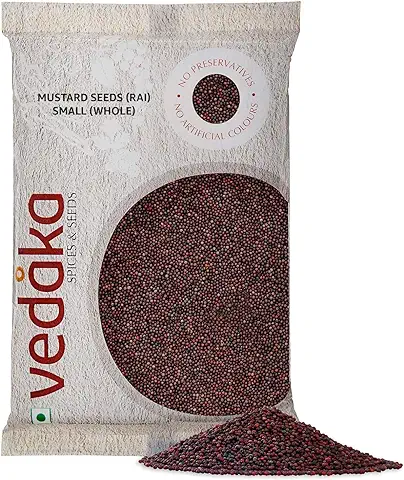 MUSTARD SEEDS (RAI)
SMALL (WHOLE)
• NO PRESERVATIVES •
NO ARTIFICIAL COLOURS
vedaka
SPICES & SEEDS